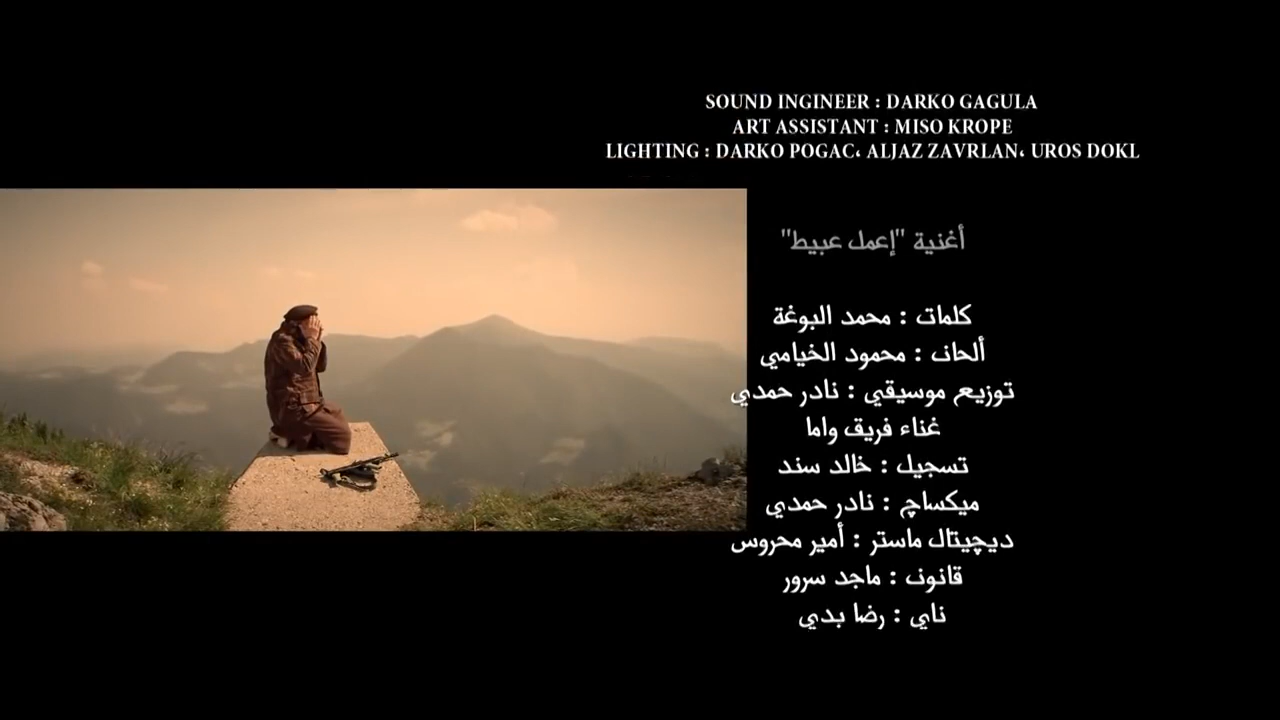 SOUND INGINEER : DARKO GAGULA
ART ASSISTANT : MISO KROPE
LIGHTING : DARKO POGAC، ALJAZ ZAVRLAN، UROS DOKL
أغنية "إعمل عبيط"
كلمات : محمد البوغة
ألحان : محمود الخيامي
توزيع موسيقي : نادر حمدي
غناء فريق واما
تسجيل : خالد سند
ميكساچ : نادر حمدي
ديچيتال ماستر : أمير محروس
قانون : ماجد سرور
ناي : رضا بدي